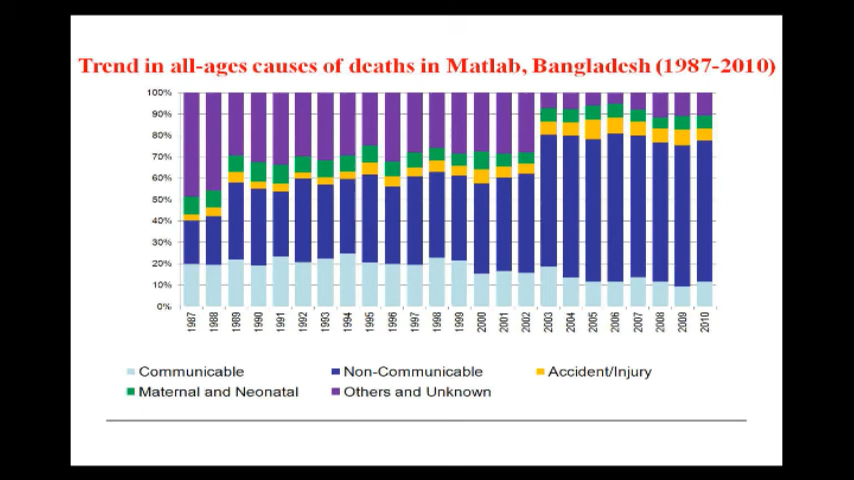 Trend in all-ages causes of deaths in Matlab, Bangladesh (1987-2010)
100%
90%
80%
70%
60%
50%
40%
30%
20%
10%
0%
1987 1988 1989 1990 1991 1992 1993 1994 1995 1996 1997 1998 1999 2000 2001 2002 2003 2004 2005 2006 2007 2008 2009 2010
Communicable Non-Communicable Accident/Injury
Maternal and Neonatal Others and Unknown